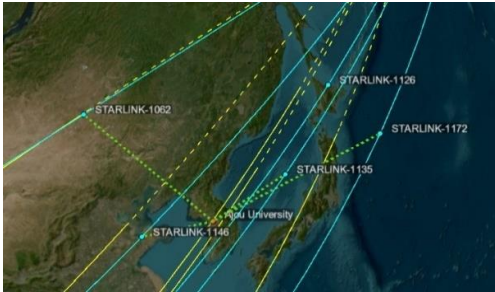 STARLINK-1126
STARLINK-1062
STARLINK-1172
STARLINK-1135
Ajou University
STARLINK-1146